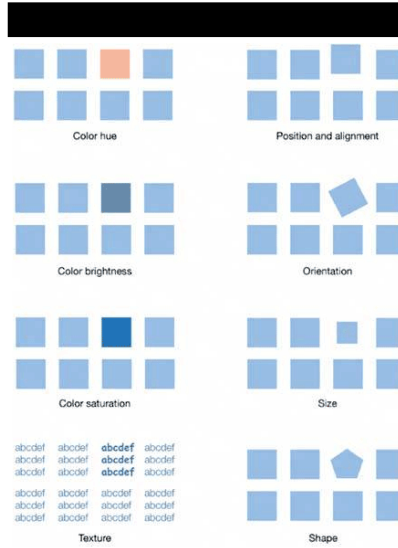 Color hue
Position and alignment
Color brightness
Orientation
Color saturation
Size
abcdef abcdef abcdef abcdef
abcdef abcdef abcdef abcdef
abcdef abcdef abcdef abcdef
abcdef abcdef abcdef abcdef
abcdef abcdef abcdef abcdef
abcdef abcdef abcdef abcdef
Texture
Shape